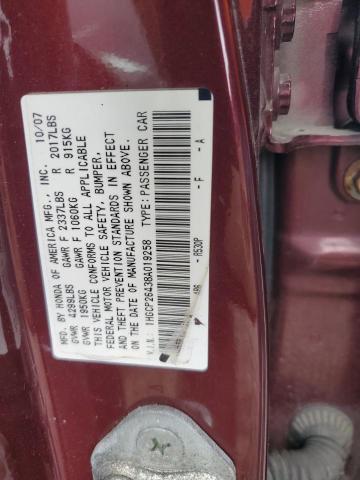 MFD. BY HONDA OF AMERICA MFG., INC. 10/07
GVWR 4299LBS GAWR F 2337LBS R 2017LBS
GVWR 1950KG GAWR F 1060KG R 915KG
THIS VEHICLE CONFORMS TO ALL APPLICABLE
FEDERAL MOTOR VEHICLE SAFETY, BUMPER,
AND THEFT PREVENTION STANDARDS IN EFFECT
ON THE DATE OF MANUFACTURE SHOWN ABOVE.
V.I.N.: 1HGCP26438A019258 TYPE:PASSENGER CAR
R530P - F - A